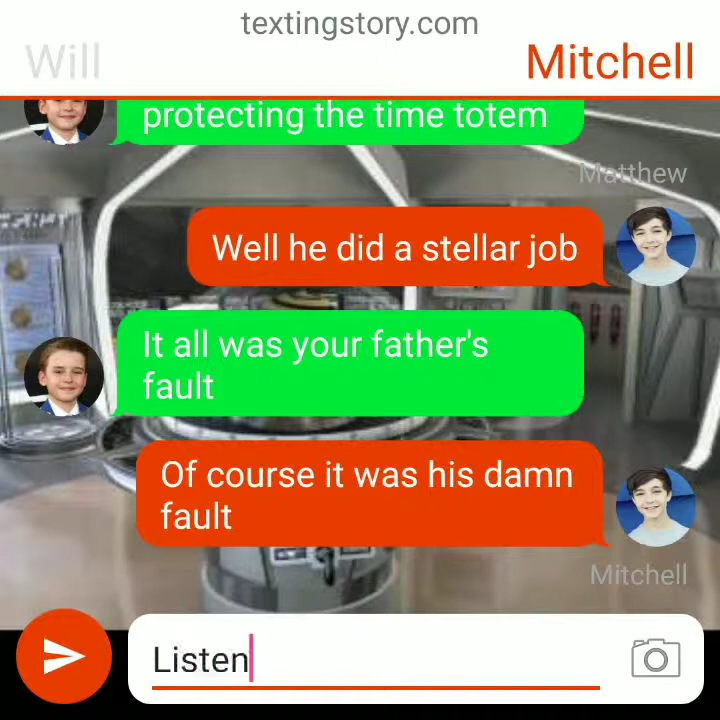 textingstory.com
Will
Mitchell
protecting the time totem
Matthew
Well he did a stellar job
It all was your father's
fault
Of course it was his damn
fault
Mitchell
Listen